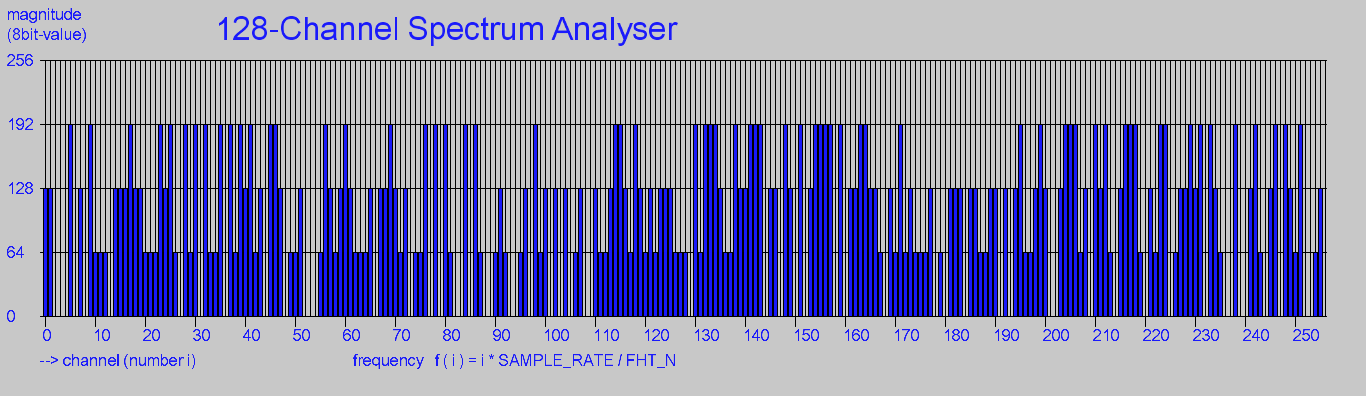 magnitude
(8bit-value)
128-Channel Spectrum Analyser
256
192
128
64
0
0 10 20 30 40 50 60 70 80 90 100 110 120 130 140 150 160 170 180 190 200 210 220 230 240 250
--> channel (number i)
frequency f ( i ) = i * SAMPLE_RATE / FHT_N